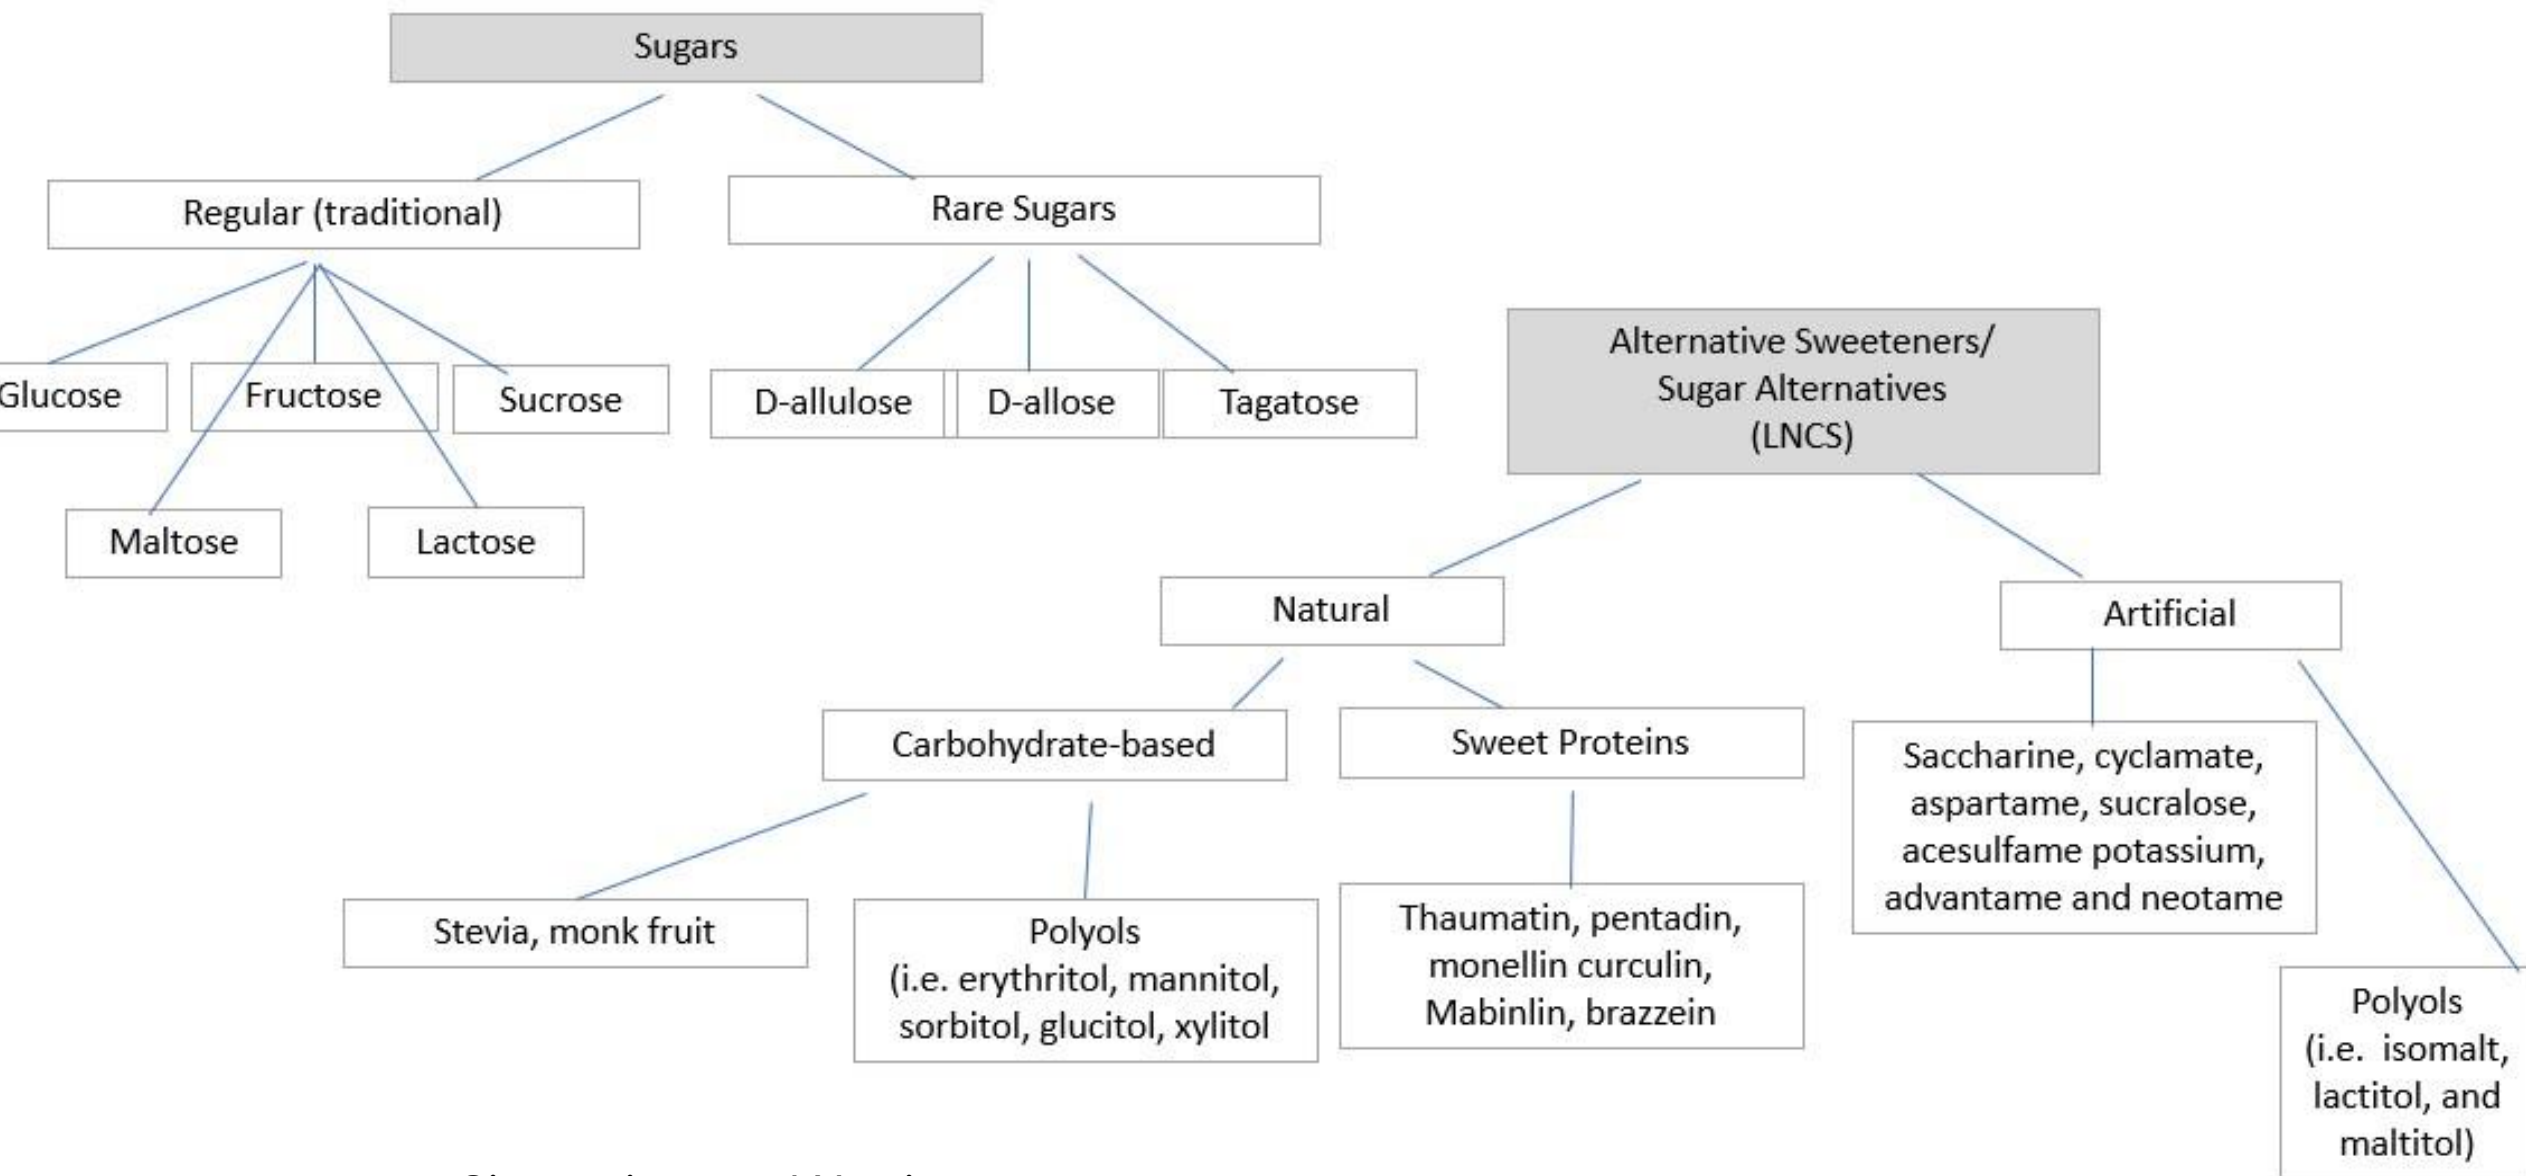 Sugars
Regular (traditional)
Rare Sugars
Glucose
Fructose
Sucrose
D-allulose
D-allose
Tagatose
Maltose
Lactose
Alternative Sweeteners/
Sugar Alternatives
(LNCS)
Natural
Artificial
Carbohydrate-based
Sweet Proteins
Saccharine, cyclamate,
aspartame, sucralose,
acesulfame potassium,
advantame and neotame
Stevia, monk fruit
Polyols
(i.e. erythritol, mannitol,
sorbitol, glucitol, xylitol
Thaumatin, pentadin,
monellin curculin,
Mabinlin, brazzein
Polyols
(i.e. isomalt,
lactitol, and
maltitol)